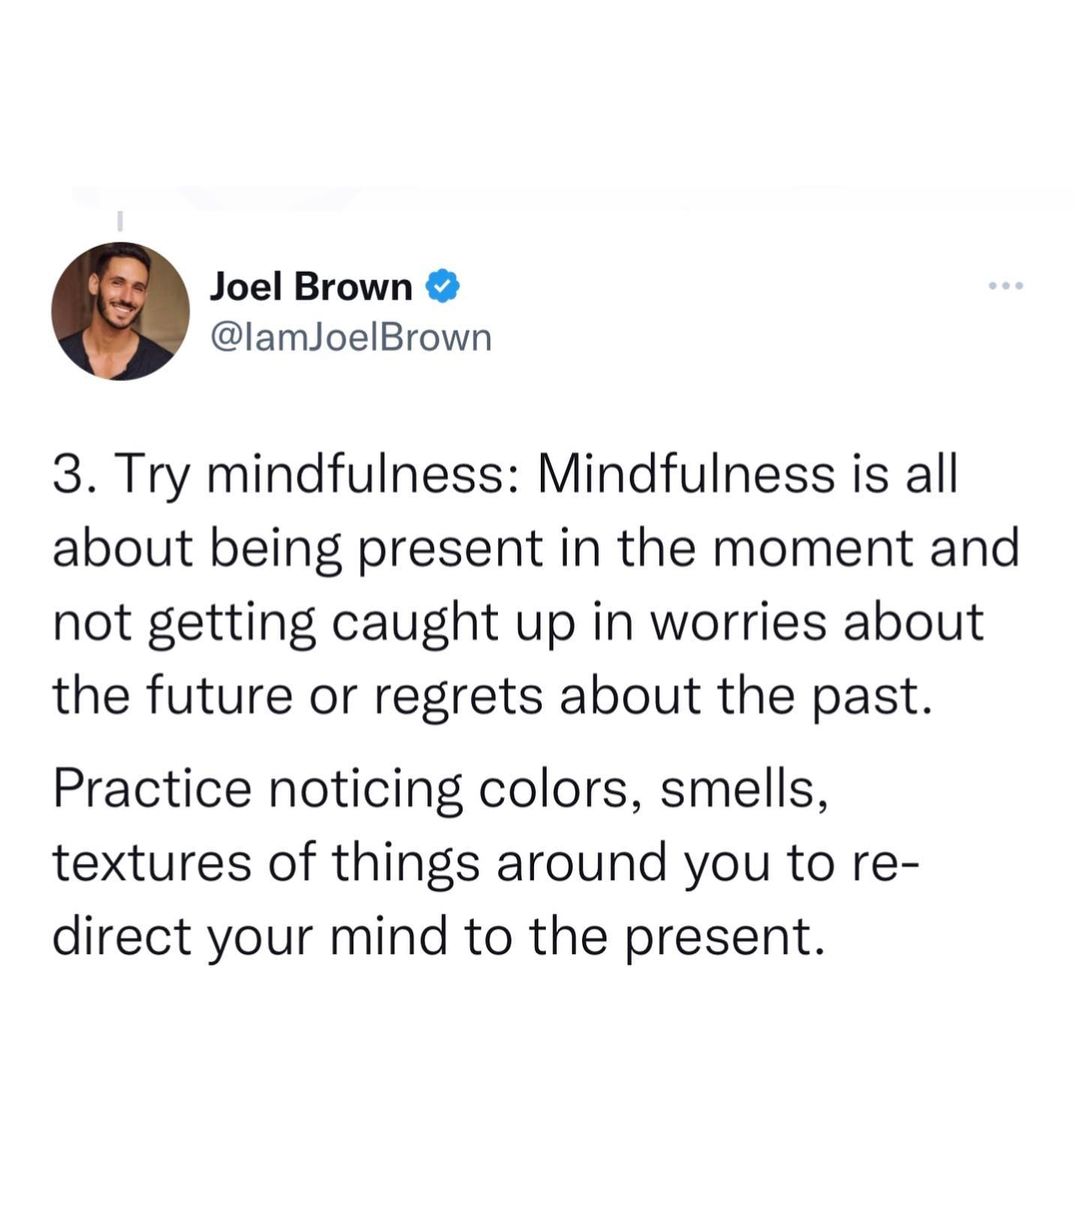 Joel Brown
@IamJoelBrown
3. Try mindfulness: Mindfulness is all
about being present in the moment and
not getting caught up in worries about
the future or regrets about the past.
Practice noticing colors, smells,
textures of things around you to re-
direct your mind to the present.